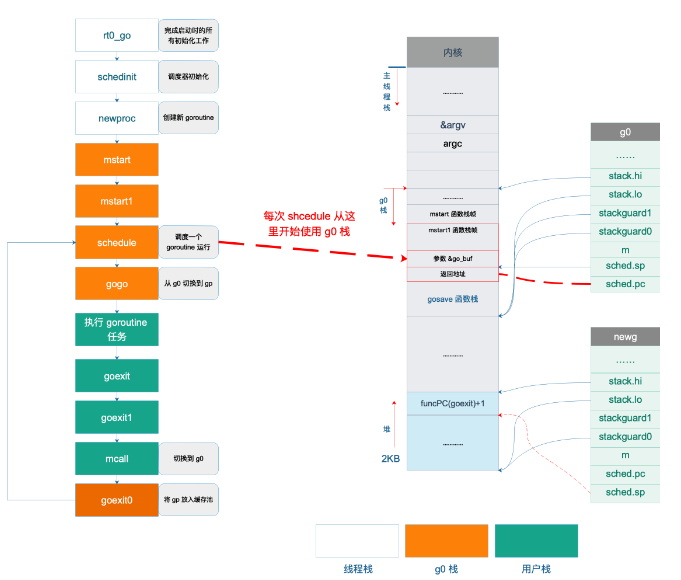 rt0_go
完成启动时的所
有初始化工作
schedinit
调度器初始化
newproc
创建新 goroutine
mstart
mstart1
schedule
调度一个
goroutine 运行
gogo
从 g0 切换到 gp
执行 goroutine
任务
goexit
goexit1
mcall
切换到 g0
goexit0
将 gp 放入缓存池
每次 shcedule 从这
里开始使用 g0 栈
内核
主
线
程
栈
............
&argv
argc
g0
栈
............
mstart 函数栈帧
mstart1 函数栈帧
参数 &go_buf
返回地址
gosave 函数栈
............
funcPC(goexit)+1
堆
............
2KB
g0
……
stack.hi
stack.lo
stackguard1
stackguard0
m
sched.sp
sched.pc
newg
……
stack.hi
stack.lo
stackguard1
stackguard0
m
sched.pc
sched.sp
线程栈
g0 栈
用户栈